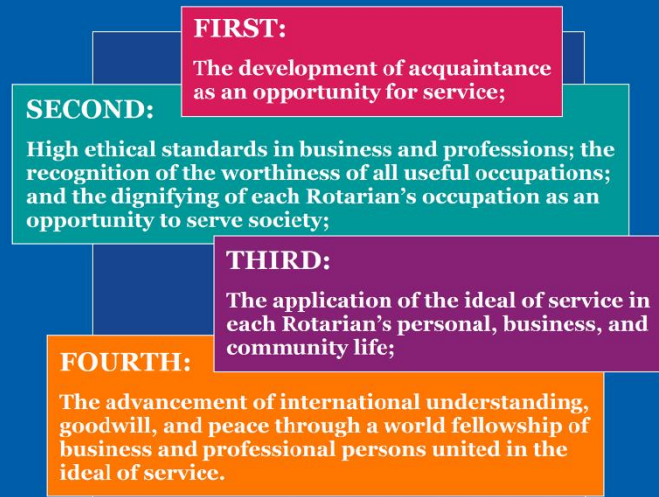 FIRST:
The development of acquaintance
as an opportunity for service;
SECOND:
High ethical standards in business and professions; the
recognition of the worthiness of all useful occupations;
and the dignifying of each Rotarian’s occupation as an
opportunity to serve society;
THIRD:
The application of the ideal of service in
each Rotarian’s personal, business, and
community life;
FOURTH:
The advancement of international understanding,
goodwill, and peace through a world fellowship of
business and professional persons united in the
ideal of service.